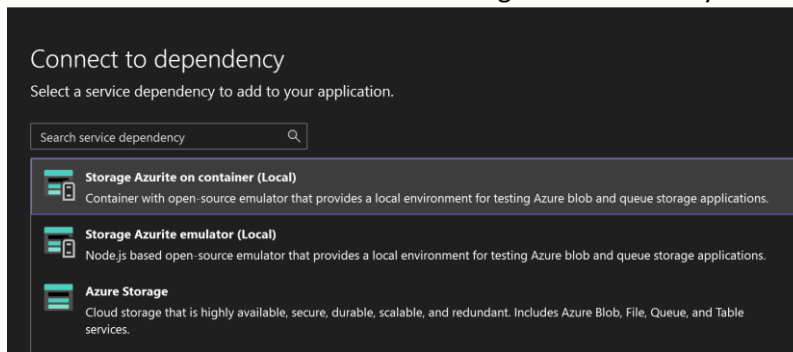 Connect to dependency
Select a service dependency to add to your application.
Search service dependency
Storage Azurite on container (Local)
Container with open-source emulator that provides a local environment for testing Azure blob and queue storage applications.
Storage Azurite emulator (Local)
Node.js based open-source emulator that provides a local environment for testing Azure blob and queue storage applications.
Azure Storage
Cloud storage that is highly available, secure, durable, scalable, and redundant. Includes Azure Blob, File, Queue, and Table
services.